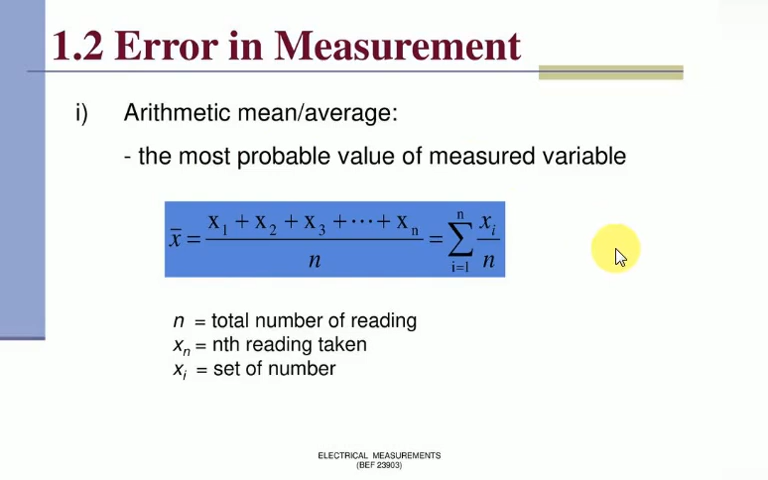 1.2 Error in Measurement
i) Arithmetic mean/average:
- the most probable value of measured variable
x̄ = (x₁ + x₂ + x₃ + ⋯ + xₙ) / n = ∑ᵢ₌₁ⁿ xᵢ / n
n = total number of reading
xₙ = nth reading taken
xᵢ = set of number
ELECTRICAL MEASUREMENTS
(BEF 23903)